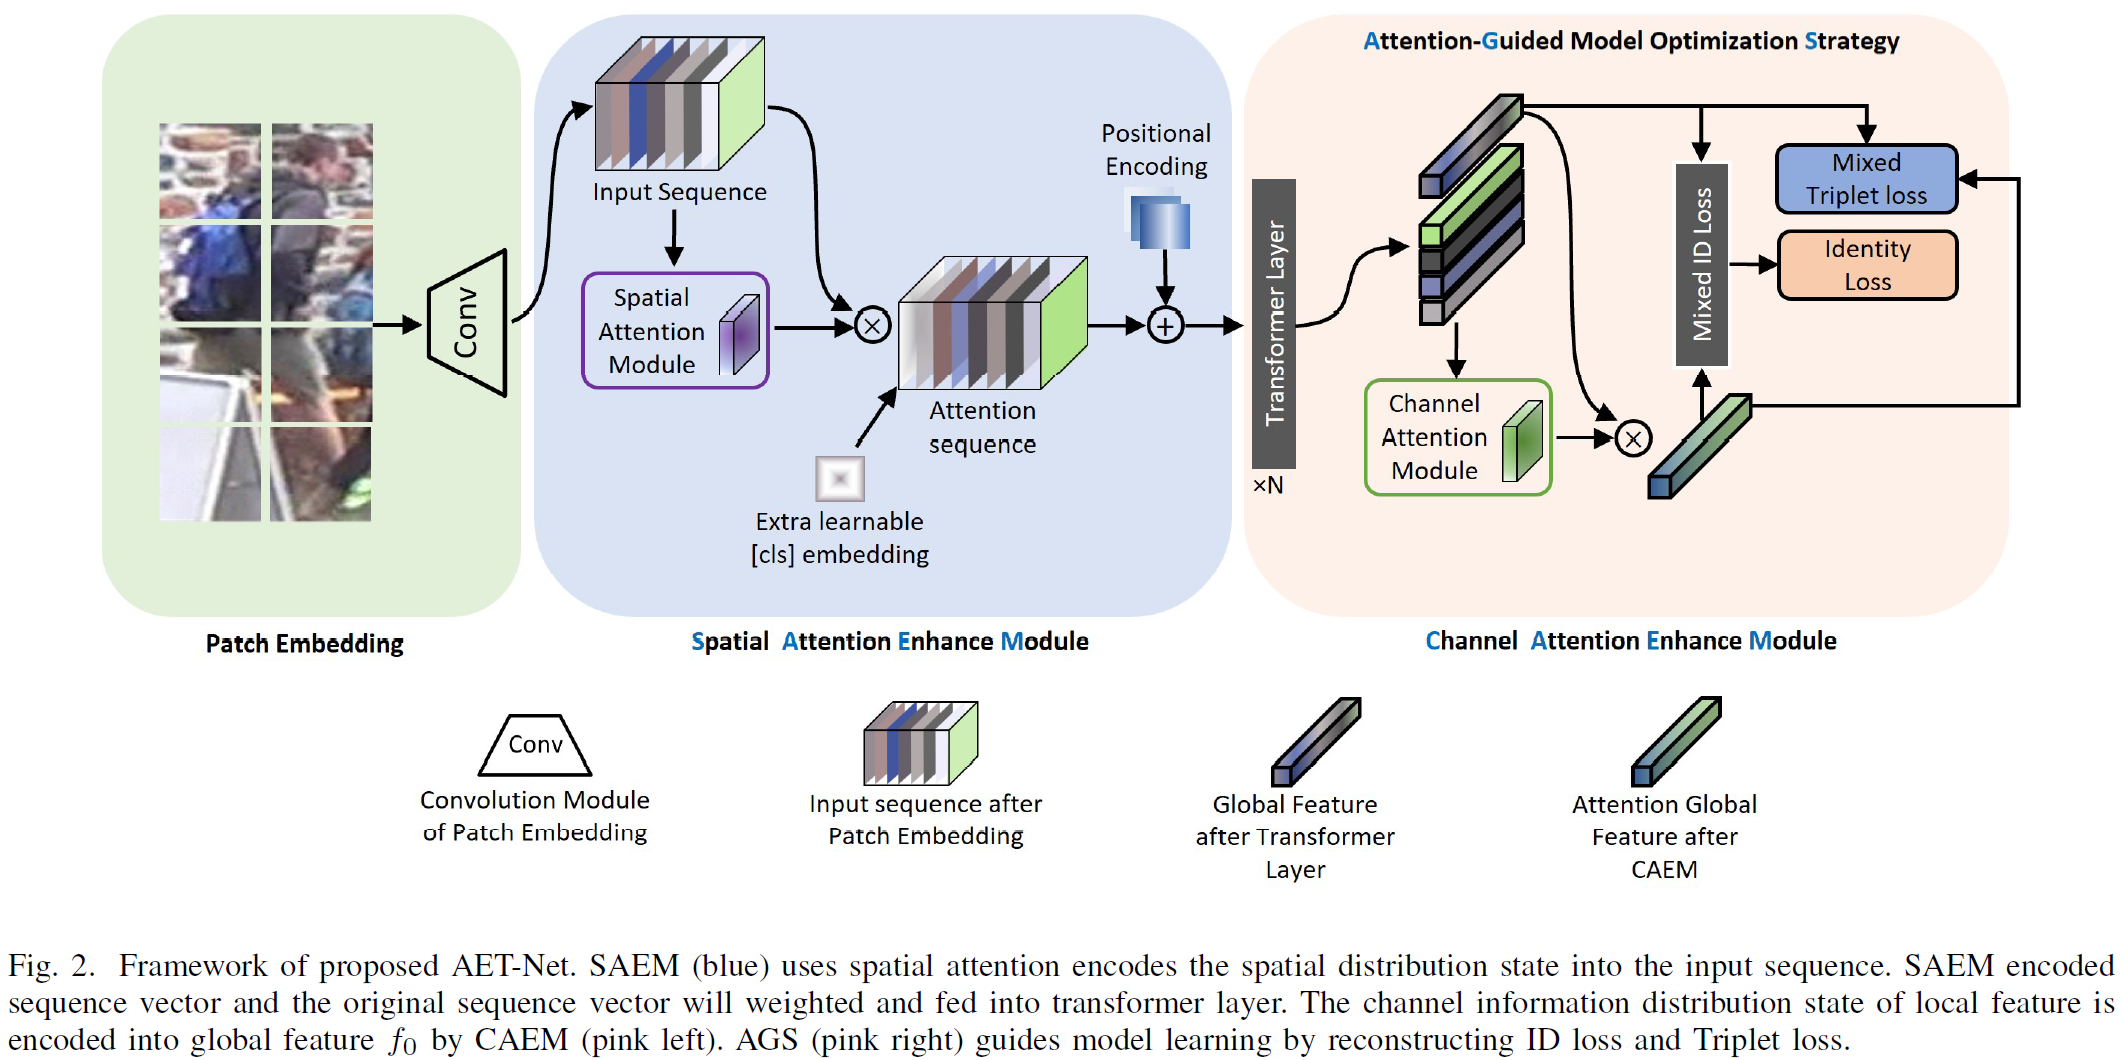 Attention-Guided Model Optimization Strategy
Input Sequence
Positional
Encoding
Conv
Spatial
Attention
Module
×
+
Attention
sequence
Extra learnable
[cls] embedding
Transformer Layer
×N
Channel
Attention
Module
×
Mixed ID Loss
Mixed
Triplet loss
Identity
Loss
Patch Embedding
Spatial Attention Enhance Module
Channel Attention Enhance Module
Conv
Convolution Module
of Patch Embedding
Input sequence after
Patch Embedding
Global Feature
after Transformer
Layer
Attention Global
Feature after
CAEM
Fig. 2. Framework of proposed AET-Net. SAEM (blue) uses spatial attention encodes the spatial distribution state into the input sequence. SAEM encoded
sequence vector and the original sequence vector will weighted and fed into transformer layer. The channel information distribution state of local feature is
encoded into global feature f0 by CAEM (pink left). AGS (pink right) guides model learning by reconstructing ID loss and Triplet loss.